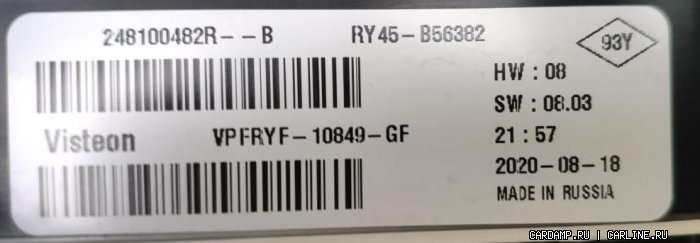 248100482R--B RY45-B56382 93Y
HW : 08
SW : 08.03
Visteon VPFRYF-10849-GF 21 : 57
2020-08-18
MADE IN RUSSIA
CARDAMP.RU | CARLINE.RU